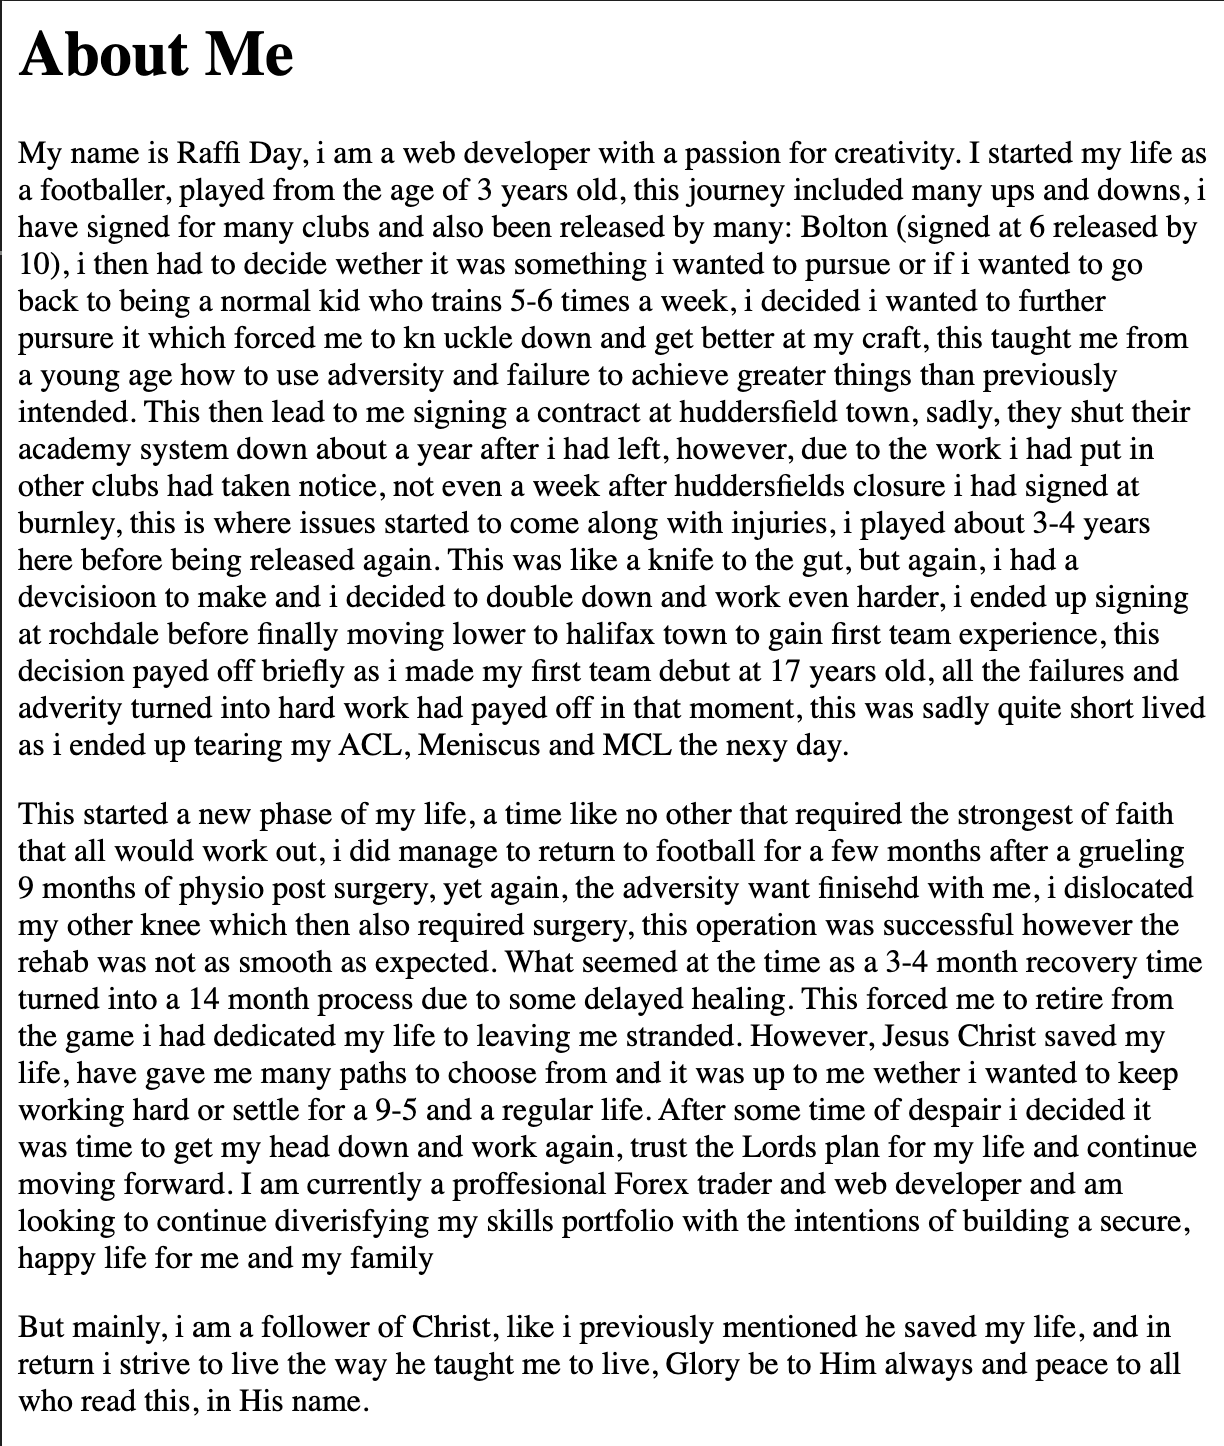 About Me
My name is Raffi Day, i am a web developer with a passion for creativity. I started my life as
a footballer, played from the age of 3 years old, this journey included many ups and downs, i
have signed for many clubs and also been released by many: Bolton (signed at 6 released by
10), i then had to decide wether it was something i wanted to pursue or if i wanted to go
back to being a normal kid who trains 5-6 times a week, i decided i wanted to further
pursure it which forced me to kn uckle down and get better at my craft, this taught me from
a young age how to use adversity and failure to achieve greater things than previously
intended. This then lead to me signing a contract at huddersfield town, sadly, they shut their
academy system down about a year after i had left, however, due to the work i had put in
other clubs had taken notice, not even a week after huddersfields closure i had signed at
burnley, this is where issues started to come along with injuries, i played about 3-4 years
here before being released again. This was like a knife to the gut, but again, i had a
devcisioon to make and i decided to double down and work even harder, i ended up signing
at rochdale before finally moving lower to halifax town to gain first team experience, this
decision payed off briefly as i made my first team debut at 17 years old, all the failures and
adverity turned into hard work had payed off in that moment, this was sadly quite short lived
as i ended up tearing my ACL, Meniscus and MCL the nexy day.
This started a new phase of my life, a time like no other that required the strongest of faith
that all would work out, i did manage to return to football for a few months after a grueling
9 months of physio post surgery, yet again, the adversity want finisehd with me, i dislocated
my other knee which then also required surgery, this operation was successful however the
rehab was not as smooth as expected. What seemed at the time as a 3-4 month recovery time
turned into a 14 month process due to some delayed healing. This forced me to retire from
the game i had dedicated my life to leaving me stranded. However, Jesus Christ saved my
life, have gave me many paths to choose from and it was up to me wether i wanted to keep
working hard or settle for a 9-5 and a regular life. After some time of despair i decided it
was time to get my head down and work again, trust the Lords plan for my life and continue
moving forward. I am currently a proffesional Forex trader and web developer and am
looking to continue diverisfying my skills portfolio with the intentions of building a secure,
happy life for me and my family
But mainly, i am a follower of Christ, like i previously mentioned he saved my life, and in
return i strive to live the way he taught me to live, Glory be to Him always and peace to all
who read this, in His name.